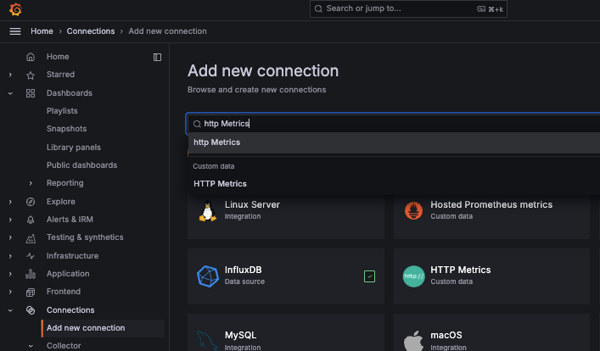 Search or jump to...
⌘+k
Home > Connections > Add new connection
Home
Starred
Dashboards
Playlists
Snapshots
Library panels
Public dashboards
Reporting
Explore
Alerts & IRM
Testing & synthetics
Infrastructure
Application
Frontend
Connections
Add new connection
Collector
Add new connection
Browse and create new connections
http Metrics
http Metrics
Custom data
HTTP Metrics
Linux Server
Integration
Hosted Prometheus metrics
Custom data
InfluxDB
Data source
http://
HTTP Metrics
Custom data
MySQL
Integration
macOS
Integration